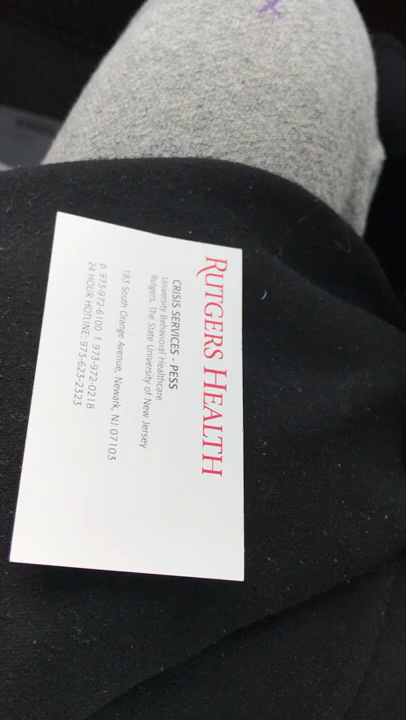 RUTGERS HEALTH
CRISIS SERVICES - PESS
University Behavioral Healthcare
Rutgers, The State University of New Jersey
183 South Orange Avenue, Newark, NJ 07103
P. 973-972-6100 f. 973-972-0218
24 HOUR HOTLINE: 973-623-2323